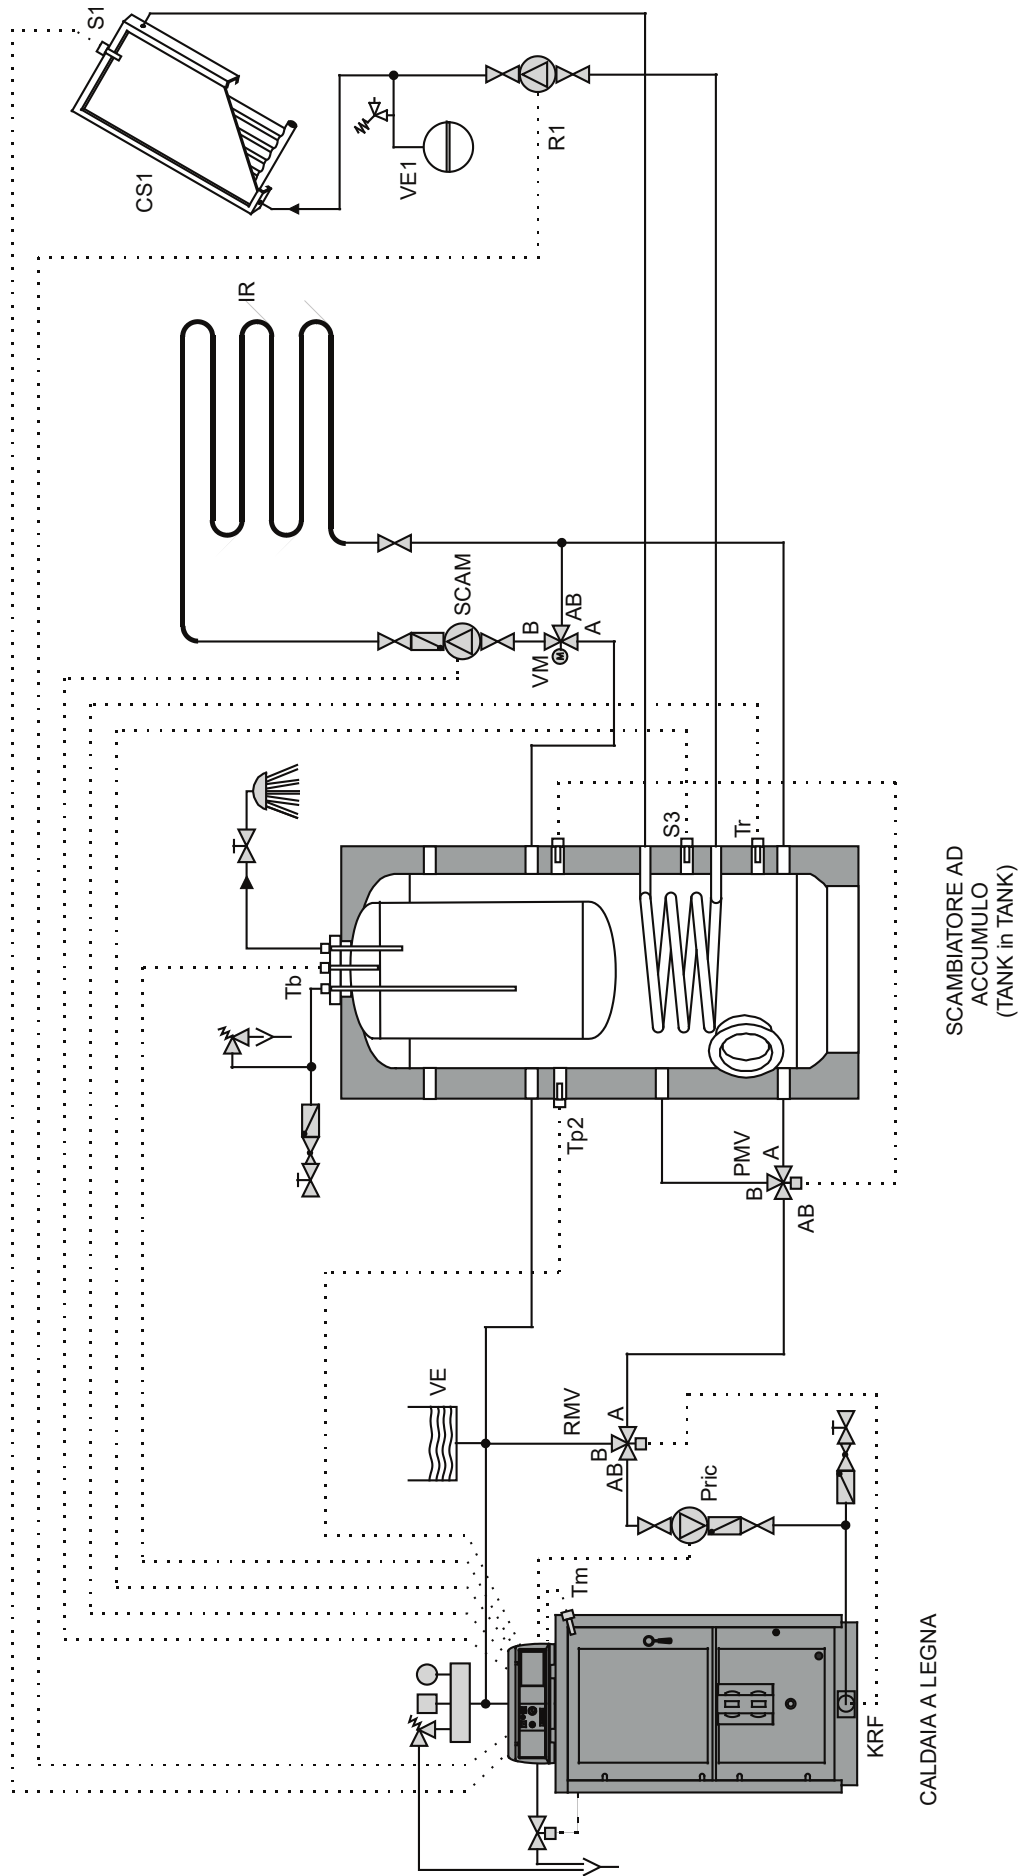 S1
CS1
VE1
R1
IR
SCAM
B
AB
A
VM
M
S3
Tr
Tb
Tp2
PMV
B
A
AB
SCAMBIATORE AD
ACCUMULO
(TANK in TANK)
VE
RMV
B
A
AB
Pric
Tm
KRF
CALDAIA A LEGNA